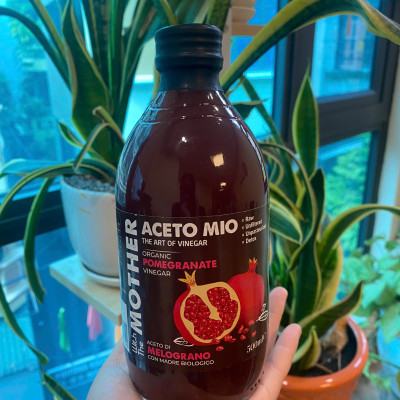 With
The
MOTHER
ACETO MIO
THE ART OF VINEGAR
ORGANIC
POMEGRANATE
VINEGAR
• Raw
• Unfiltered
• Unpasteurized
• Detox
ACETO DI
MELOGRANO
CON MADRE BIOLOGICO
500ml